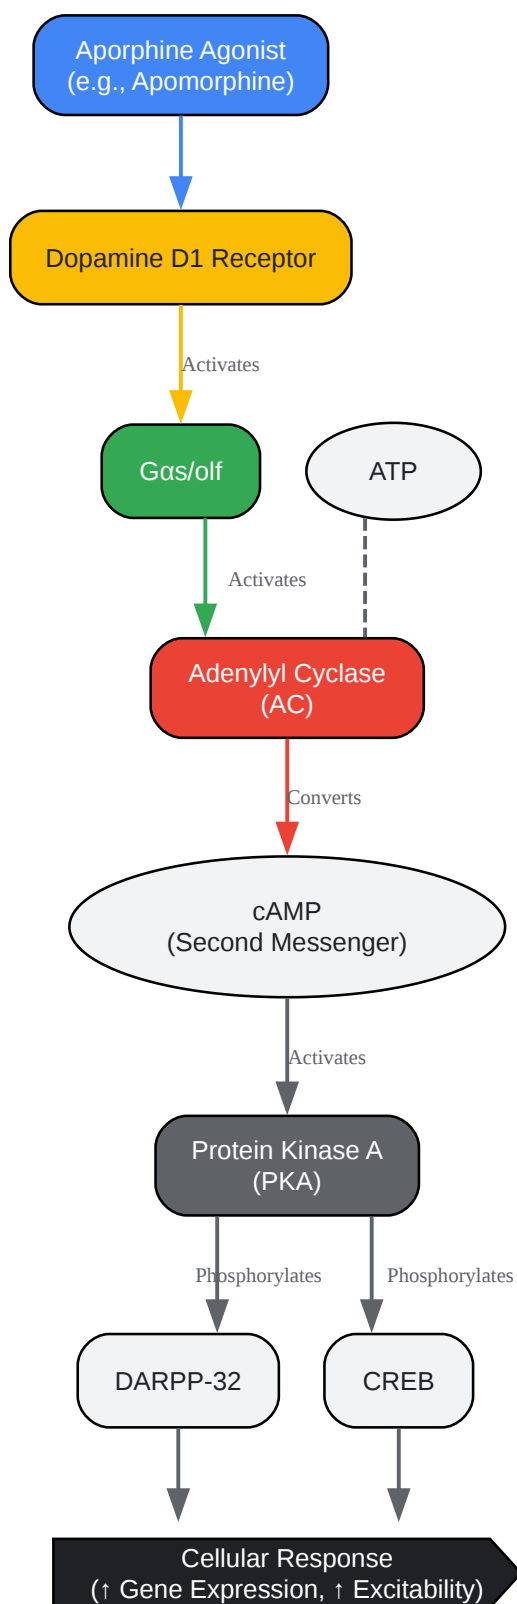 Aporphine Agonist
(e.g., Apomorphine)
Dopamine D1 Receptor
Activates
Gαs/olf
ATP
Activates
Adenylyl Cyclase
(AC)
Converts
cAMP
(Second Messenger)
Activates
Protein Kinase A
(PKA)
Phosphorylates
Phosphorylates
DARPP-32
CREB
Cellular Response
(↑ Gene Expression, ↑ Excitability)